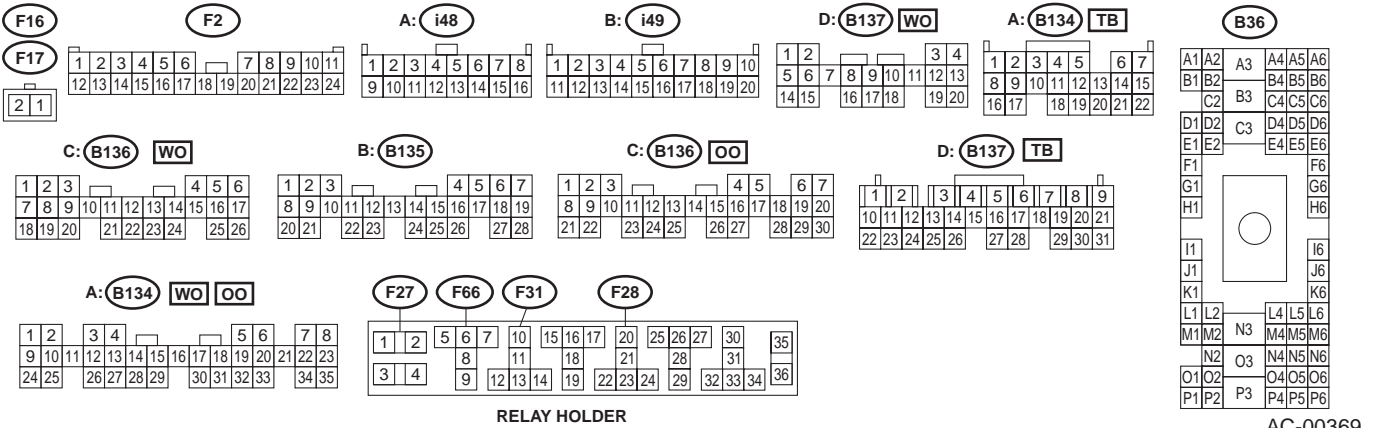 F16 F2 A: i48 B: i49 D: B137 WO A: B134 TB B36
F17
1 2 3 4 5 6 7 8 9 10 11
12 13 14 15 16 17 18 19 20 21 22 23 24
2 1
1 2 3 4 5 6 7 8
9 10 11 12 13 14 15 16
1 2 3 4 5 6 7 8 9 10
11 12 13 14 15 16 17 18 19 20
1 2 3 4
5 6 7 8 9 10 11 12 13
14 15 16 17 18 19 20
1 2 3 4 5 6 7
8 9 10 11 12 13 14 15
16 17 18 19 20 21 22
C: B136 WO B: B135 C: B136 OO D: B137 TB
1 2 3 4 5 6
7 8 9 10 11 12 13 14 15 16 17
18 19 20 21 22 23 24 25 26
1 2 3 4 5 6 7
8 9 10 11 12 13 14 15 16 17 18 19
20 21 22 23 24 25 26 27 28
1 2 3 4 5 6 7
8 9 10 11 12 13 14 15 16 17 18 19 20
21 22 23 24 25 26 27 28 29 30
1 2 3 4 5 6 7 8 9
10 11 12 13 14 15 16 17 18 19 20 21
22 23 24 25 26 27 28 29 30 31
A: B134 WO OO F27 F66 F31 F28
1 2 3 4 5 6 7 8
9 10 11 12 13 14 15 16 17 18 19 20 21 22 23
24 25 26 27 28 29 30 31 32 33 34 35
1 2 5 6 7 10 15 16 17 20 25 26 27 30 35
8 11 18 21 28 31
3 4 9 12 13 14 19 22 23 24 29 32 33 34 36
RELAY HOLDER
A1 A2 A3 A4 A5 A6
B1 B2 B4 B5 B6
C2 B3 C4 C5 C6
D1 D2 C3 D4 D5 D6
E1 E2 E4 E5 E6
F1 F6
G1 G6
H1 H6
I1 I6
J1 J6
K1 K6
L1 L2 L4 L5 L6
M1 M2 N3 M4 M5 M6
N2 O3 N4 N5 N6
O1 O2 O4 O5 O6
P1 P2 P3 P4 P5 P6
AC-00369